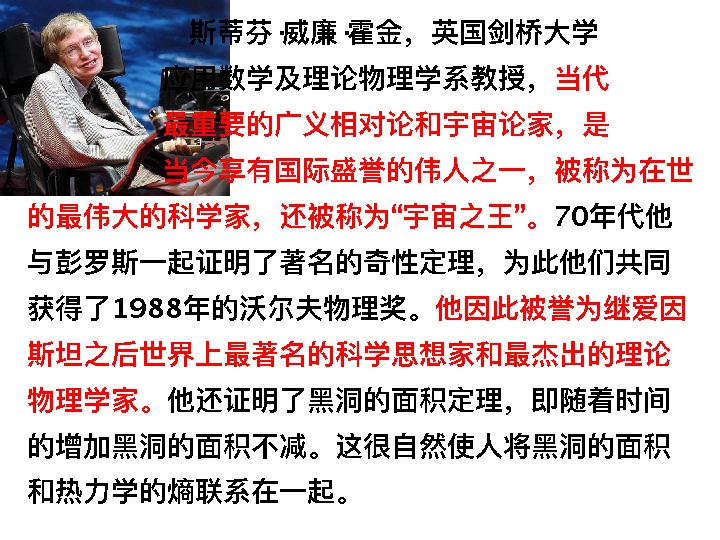 斯蒂芬·威廉·霍金，英国剑桥大学
应用数学及理论物理学系教授，当代
最重要的广义相对论和宇宙论家，是
当今享有国际盛誉的伟人之一，被称为在世
的最伟大的科学家，还被称为“宇宙之王”。70年代他
与彭罗斯一起证明了著名的奇性定理，为此他们共同
获得了1988年的沃尔夫物理奖。他因此被誉为继爱因
斯坦之后世界上最著名的科学思想家和最杰出的理论
物理学家。他还证明了黑洞的面积定理，即随着时间
的增加黑洞的面积不减。这很自然使人将黑洞的面积
和热力学的熵联系在一起。